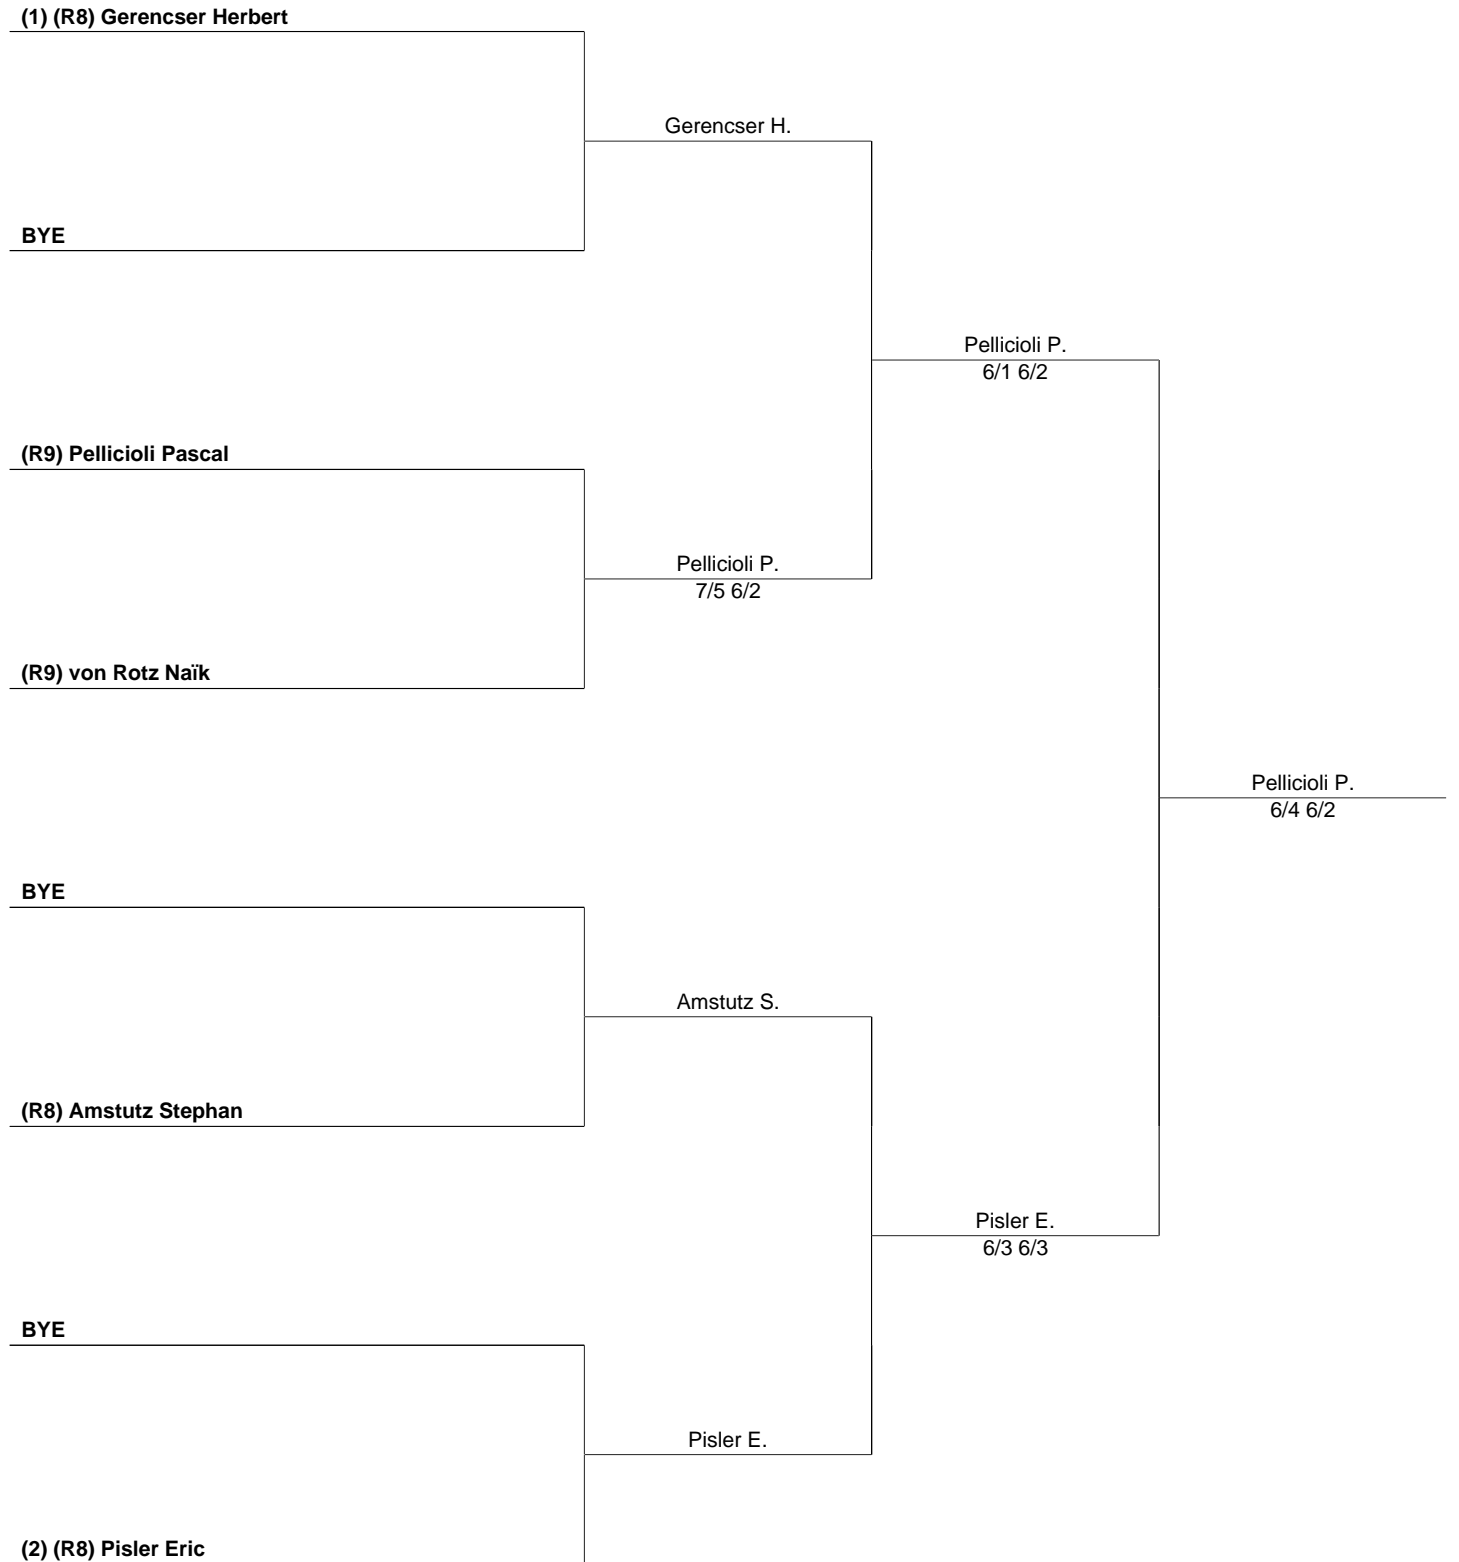 (1) (R8) Gerencser Herbert
Gerencser H.
BYE
Pellicioli P.
6/1 6/2
(R9) Pellicioli Pascal
Pellicioli P.
7/5 6/2
(R9) von Rotz Naïk
Pellicioli P.
6/4 6/2
BYE
Amstutz S.
(R8) Amstutz Stephan
Pisler E.
6/3 6/3
BYE
Pisler E.
(2) (R8) Pisler Eric